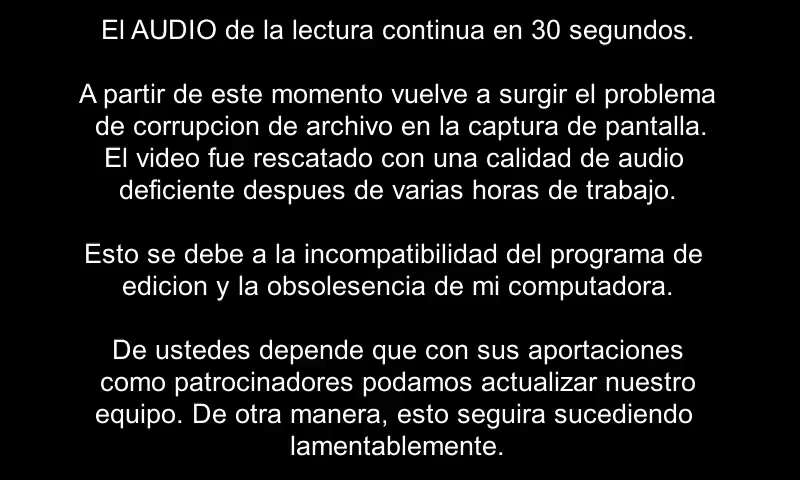 El AUDIO de la lectura continua en 30 segundos.
A partir de este momento vuelve a surgir el problema
de corrupcion de archivo en la captura de pantalla.
El video fue rescatado con una calidad de audio
deficiente despues de varias horas de trabajo.
Esto se debe a la incompatibilidad del programa de
edicion y la obsolesencia de mi computadora.
De ustedes depende que con sus aportaciones
como patrocinadores podamos actualizar nuestro
equipo. De otra manera, esto seguira sucediendo
lamentablemente.